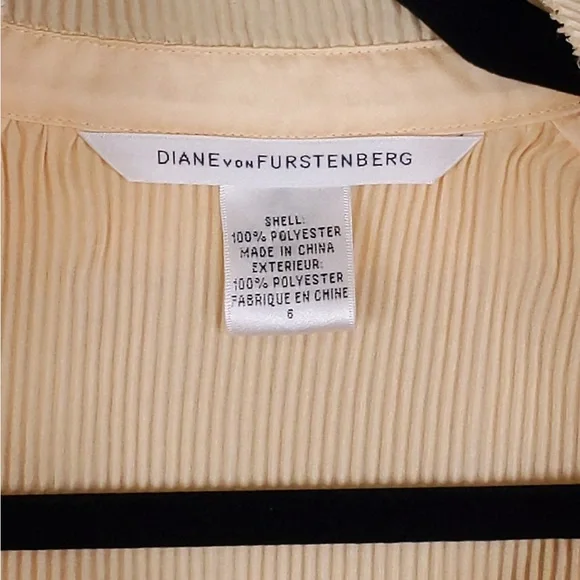 DIANE VON FURSTENBERG
SHELL:
100% POLYESTER
MADE IN CHINA
EXTERIEUR:
100% POLYESTER
FABRIQUE EN CHINE
6